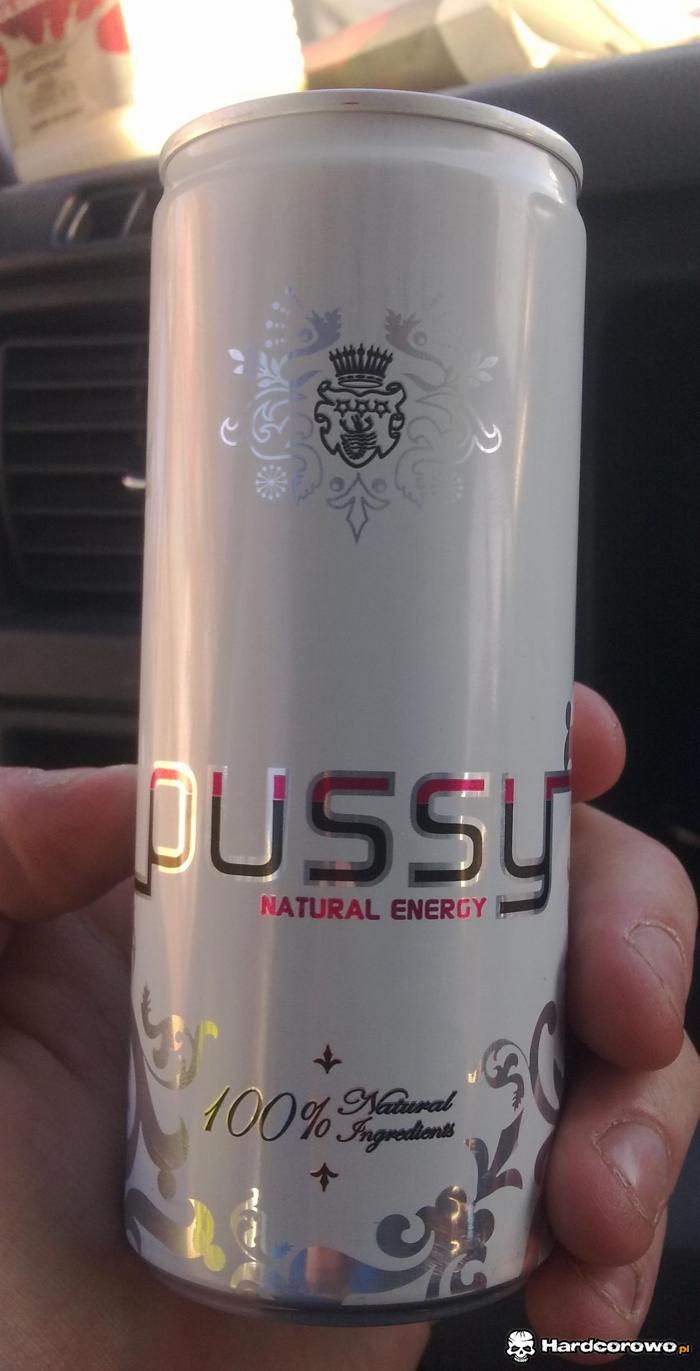 pussy
NATURAL ENERGY
100% Natural
Ingredients
Hardcorowo.pl